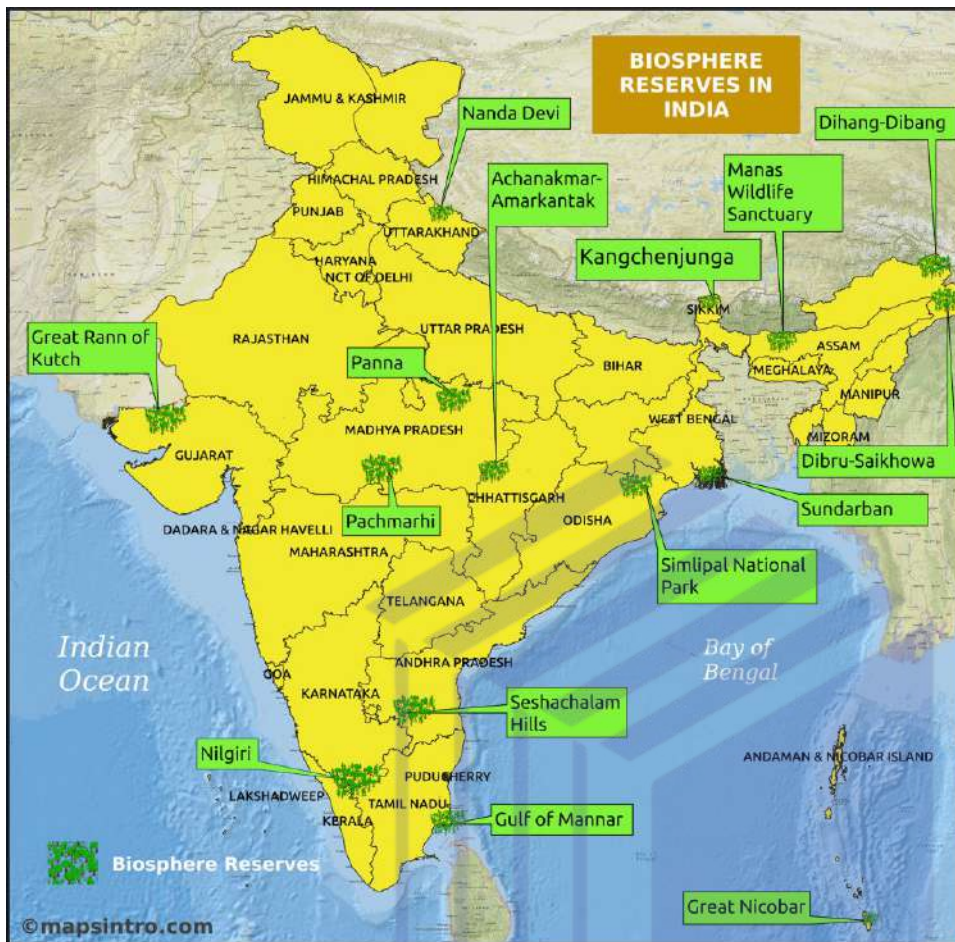 BIOSPHERE
RESERVES IN
INDIA
JAMMU & KASHMIR
Nanda Devi
Dihang-Dibang
HIMACHAL PRADESH
Achanakmar-
Amarkantak
Manas
Wildlife
Sanctuary
PUNJAB
UTTARAKHAND
HARYANA
NCT OF DELHI
Kangchenjunga
SIKKIM
Great Rann of
Kutch
RAJASTHAN
UTTAR PRADESH
ASSAM
Panna
BIHAR
MEGHALAYA
MANIPUR
MADHYA PRADESH
WEST BENGAL
MIZORAM
GUJARAT
Dibru-Saikhowa
CHHATTISGARH
Sundarban
Pachmarhi
ODISHA
DADARA & NAGAR HAVELLI
MAHARASHTRA
Simlipal National
Park
TELANGANA
Indian
Ocean
Bay of
Bengal
ANDHRA PRADESH
GOA
KARNATAKA
Seshachalam
Hills
Nilgiri
ANDAMAN & NICOBAR ISLAND
PUDUCHERRY
LAKSHADWEEP
TAMIL NADU
KERALA
Gulf of Mannar
Biosphere Reserves
Great Nicobar
©mapsintro.com